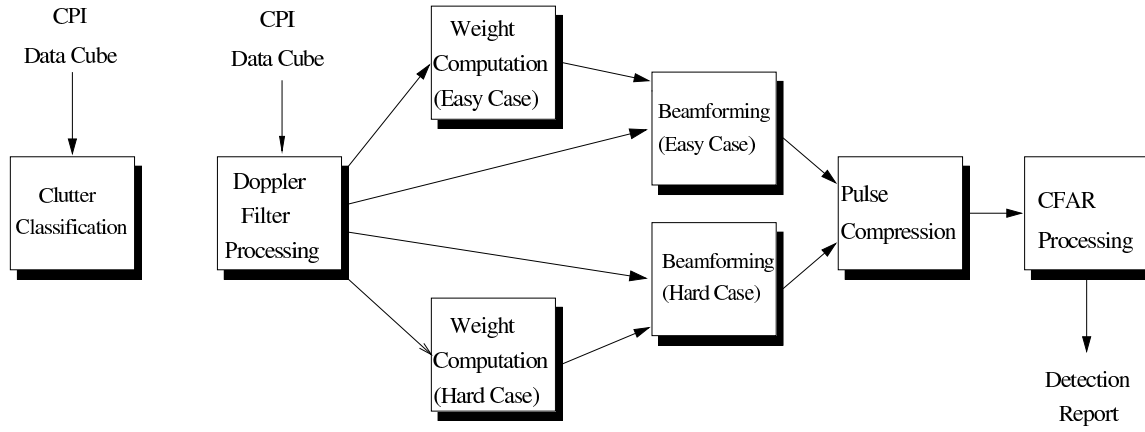 CPI
Data Cube
Clutter
Classification
CPI
Data Cube
Doppler
Filter
Processing
Weight
Computation
(Easy Case)
Weight
Computation
(Hard Case)
Beamforming
(Easy Case)
Beamforming
(Hard Case)
Pulse
Compression
CFAR
Processing
Detection
Report